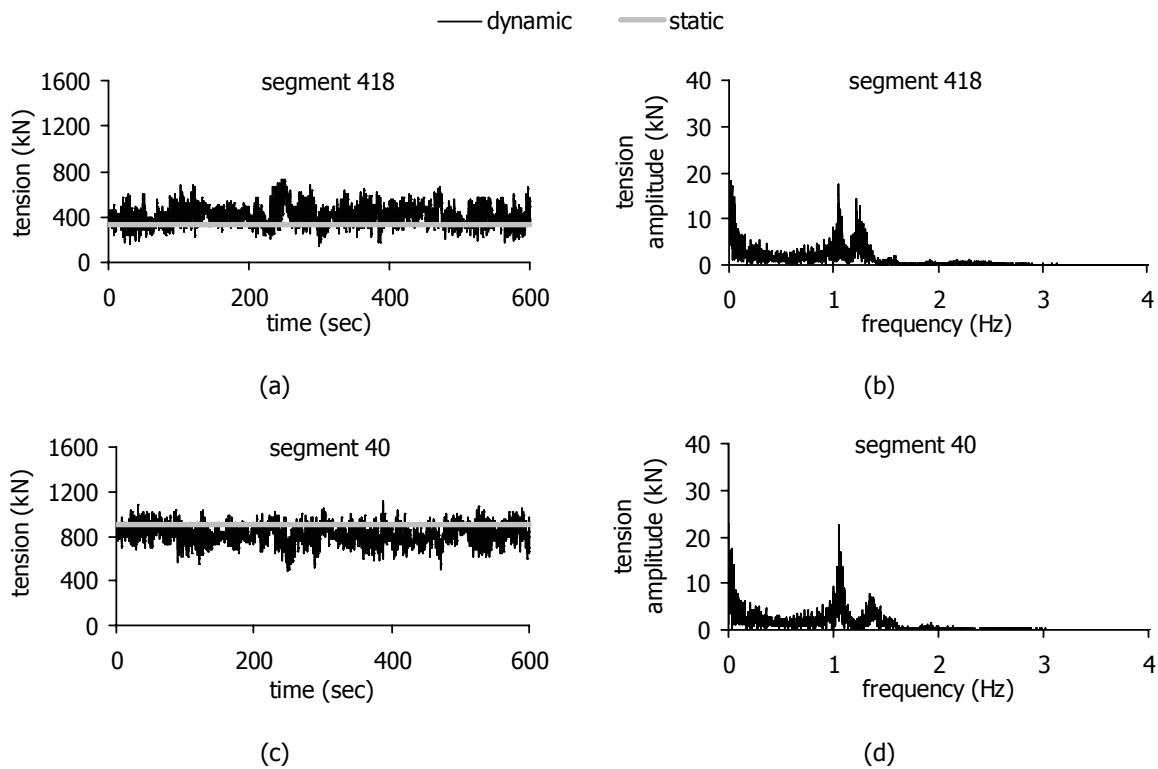 dynamic static
segment 418
1600
1200
800
400
0
tension (kN)
0 200 400 600
time (sec)
(a)
segment 418
40
30
20
10
0
tension
amplitude (kN)
0 1 2 3 4
frequency (Hz)
(b)
segment 40
1600
1200
800
400
0
tension (kN)
0 200 400 600
time (sec)
(c)
segment 40
40
30
20
10
0
tension
amplitude (kN)
0 1 2 3 4
frequency (Hz)
(d)